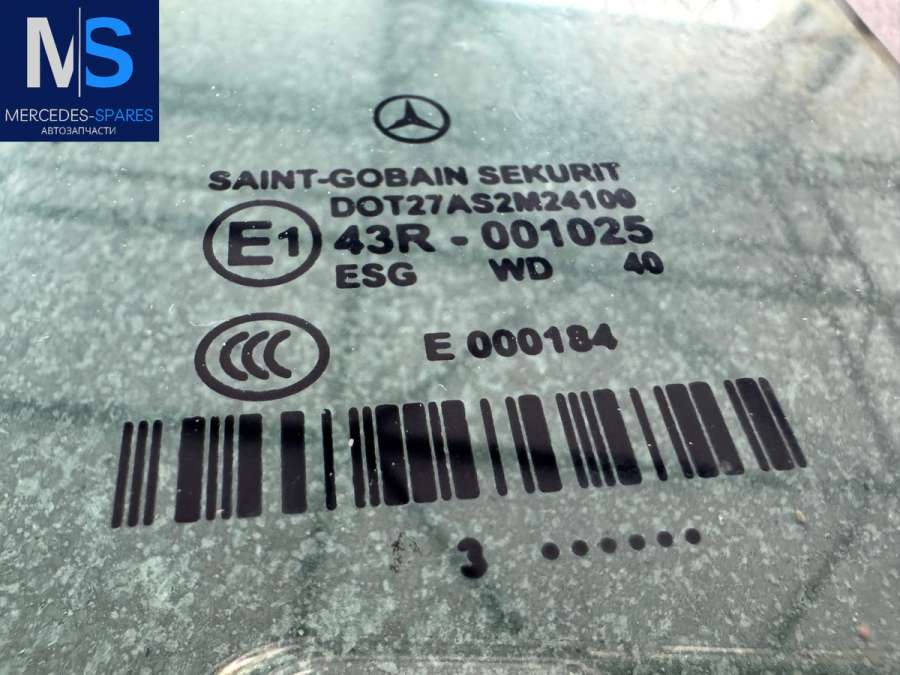 MS
MERCEDES-SPARES
АВТОЗАПЧАСТИ
SAINT-GOBAIN SEKURIT
DOT27AS2M24100
E1 43R - 001025
ESG WD 40
CCC E 000184
3 ••••••